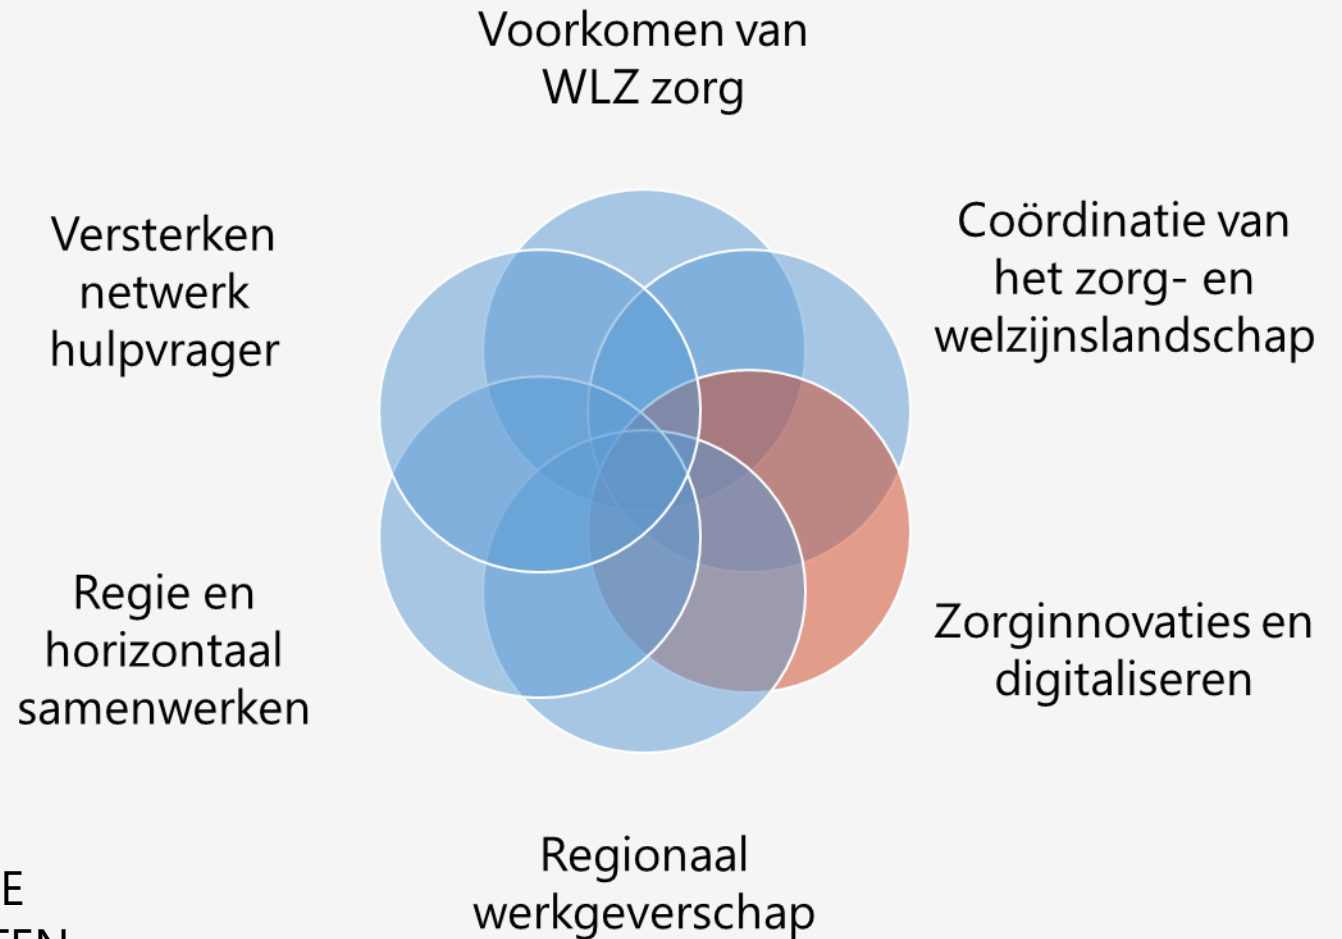 Voorkomen van
WLZ zorg
Versterken
netwerk
hulpvrager
Coördinatie van
het zorg- en
welzijnslandschap
Regie en
horizontaal
samenwerken
Zorginnovaties en
digitaliseren
Regionaal
werkgeverschap
E